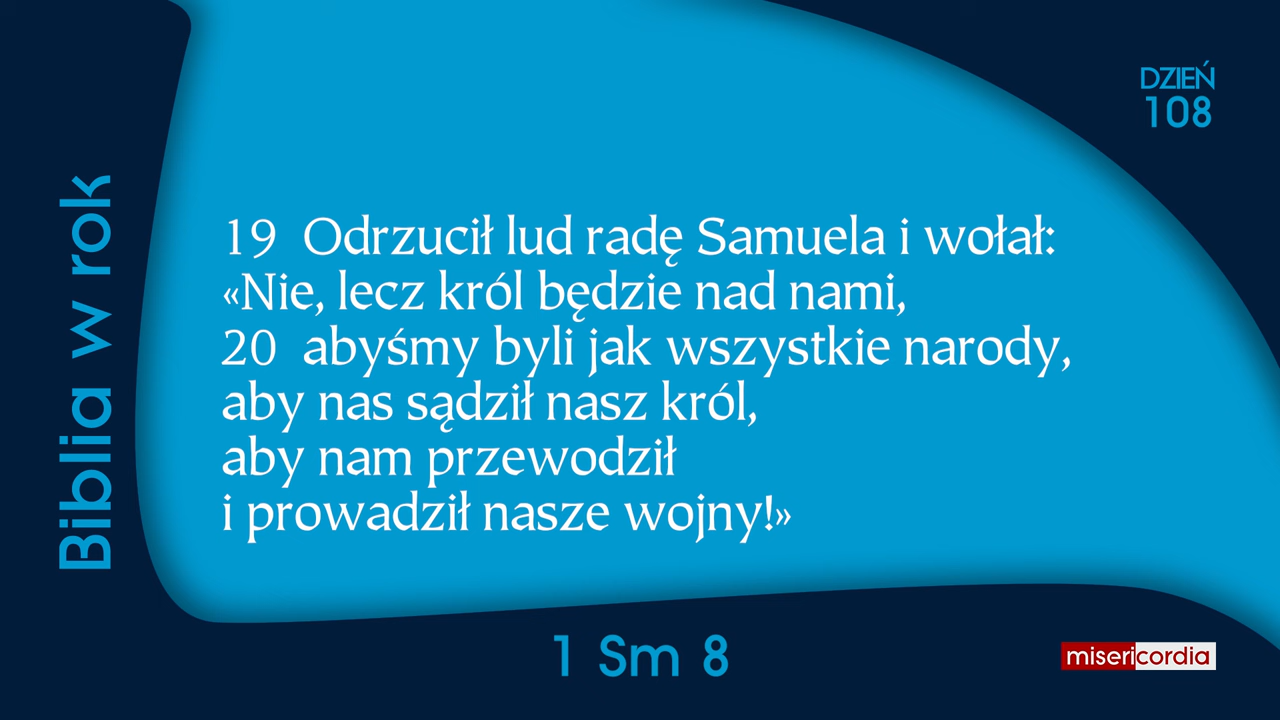 DZIEŃ
108
Biblia w rok
19 Odrzucił lud radę Samuela i wołał:
«Nie, lecz król będzie nad nami,
20 abyśmy byli jak wszystkie narody,
aby nas sądził nasz król,
aby nam przewodził
i prowadził nasze wojny!»
1 Sm 8
misericordia